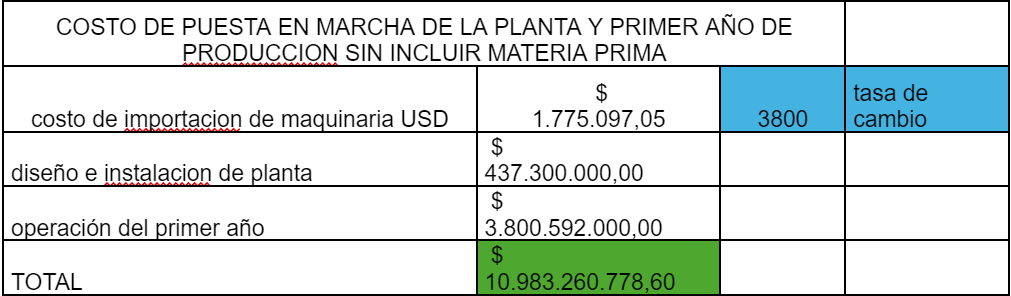 COSTO DE PUESTA EN MARCHA DE LA PLANTA Y PRIMER AÑO DE
PRODUCCION SIN INCLUIR MATERIA PRIMA
costo de importacion de maquinaria USD
$
1.775.097,05
3800
tasa de
cambio
diseño e instalacion de planta
$
437.300.000,00
operación del primer año
$
3.800.592.000,00
TOTAL
$
10.983.260.778,60